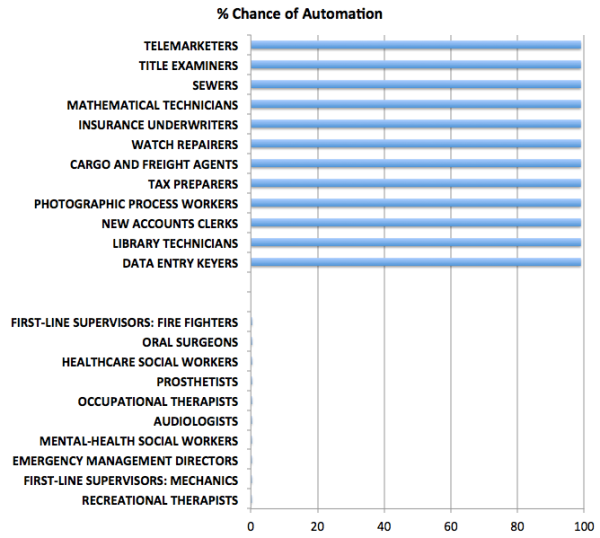 % Chance of Automation
TELEMARKETERS
TITLE EXAMINERS
SEWERS
MATHEMATICAL TECHNICIANS
INSURANCE UNDERWRITERS
WATCH REPAIRERS
CARGO AND FREIGHT AGENTS
TAX PREPARERS
PHOTOGRAPHIC PROCESS WORKERS
NEW ACCOUNTS CLERKS
LIBRARY TECHNICIANS
DATA ENTRY KEYERS
FIRST-LINE SUPERVISORS: FIRE FIGHTERS
ORAL SURGEONS
HEALTHCARE SOCIAL WORKERS
PROSTHETISTS
OCCUPATIONAL THERAPISTS
AUDIOLOGISTS
MENTAL-HEALTH SOCIAL WORKERS
EMERGENCY MANAGEMENT DIRECTORS
FIRST-LINE SUPERVISORS: MECHANICS
RECREATIONAL THERAPISTS
0 20 40 60 80 100